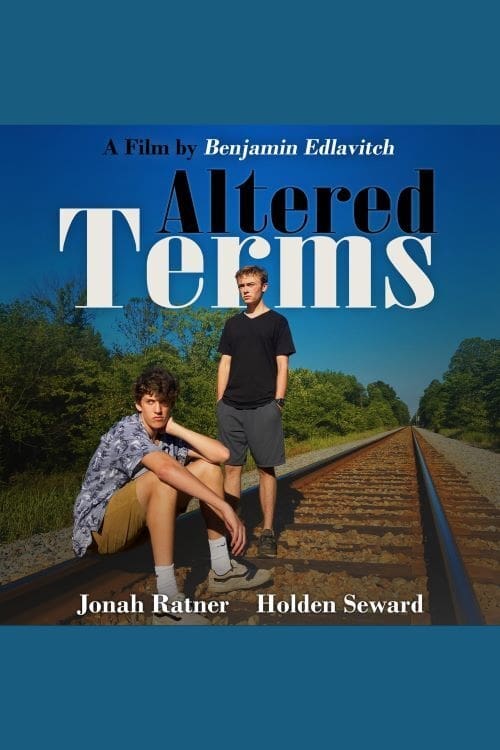 A Film by Benjamin Edlavitch
Altered
Terms
Jonah Ratner Holden Seward